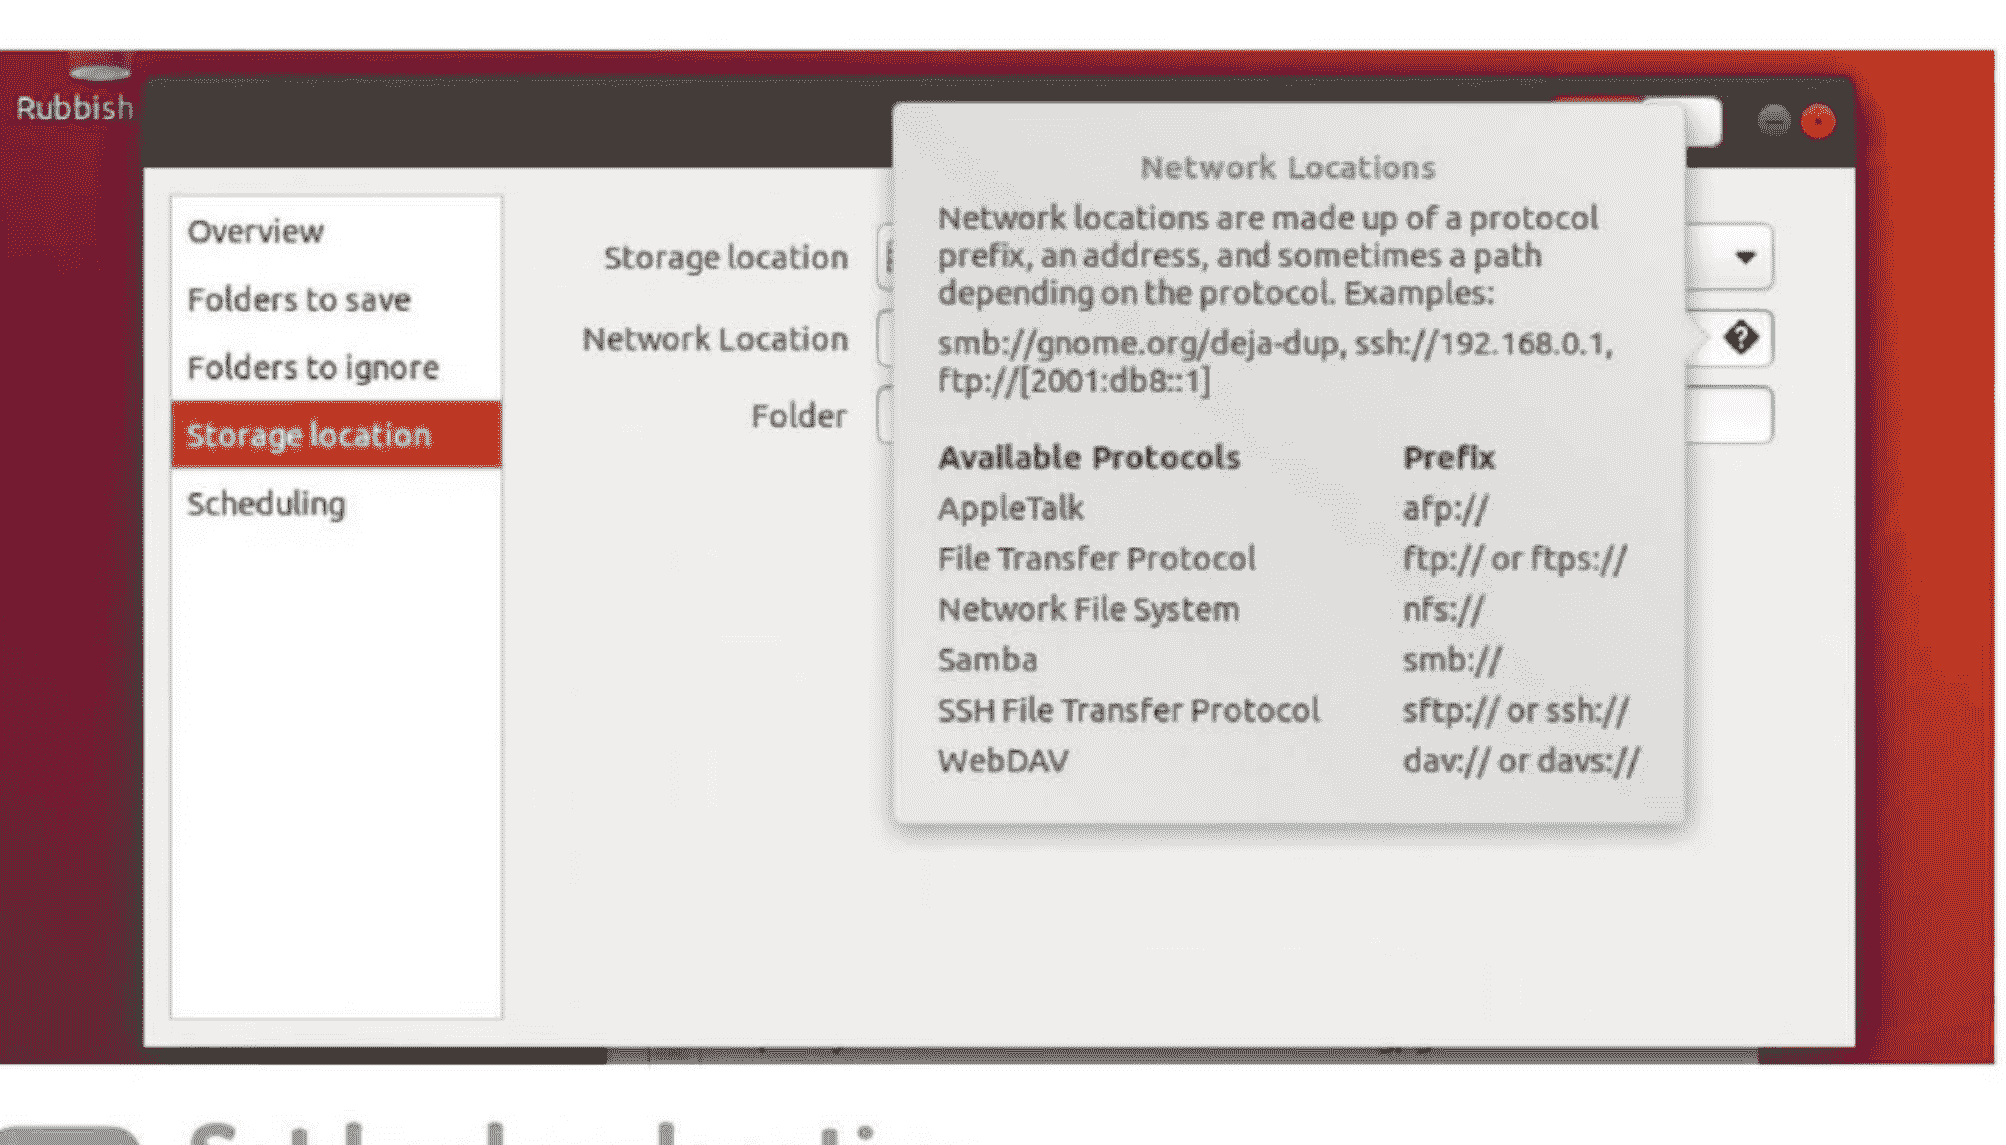 Rubbish
Overview
Folders to save
Folders to ignore
Storage location
Scheduling
Storage location
Network Location
Folder
Network Locations
Network locations are made up of a protocol
prefix, an address, and sometimes a path
depending on the protocol. Examples:
smb://gnome.org/deja-dup, ssh://192.168.0.1,
ftp://[2001:db8::1]
Available Protocols Prefix
AppleTalk afp://
File Transfer Protocol ftp:// or ftps://
Network File System nfs://
Samba smb://
SSH File Transfer Protocol sftp:// or ssh://
WebDAV dav:// or davs://